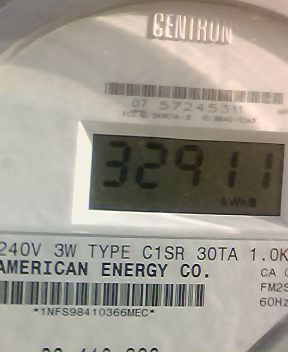 CENTRON
07 57245311
32911
kWh
240V 3W TYPE C1SR 30TA 1.0K
AMERICAN ENERGY CO.
CA
FM2S
60Hz
*1NFS98410366MEC*